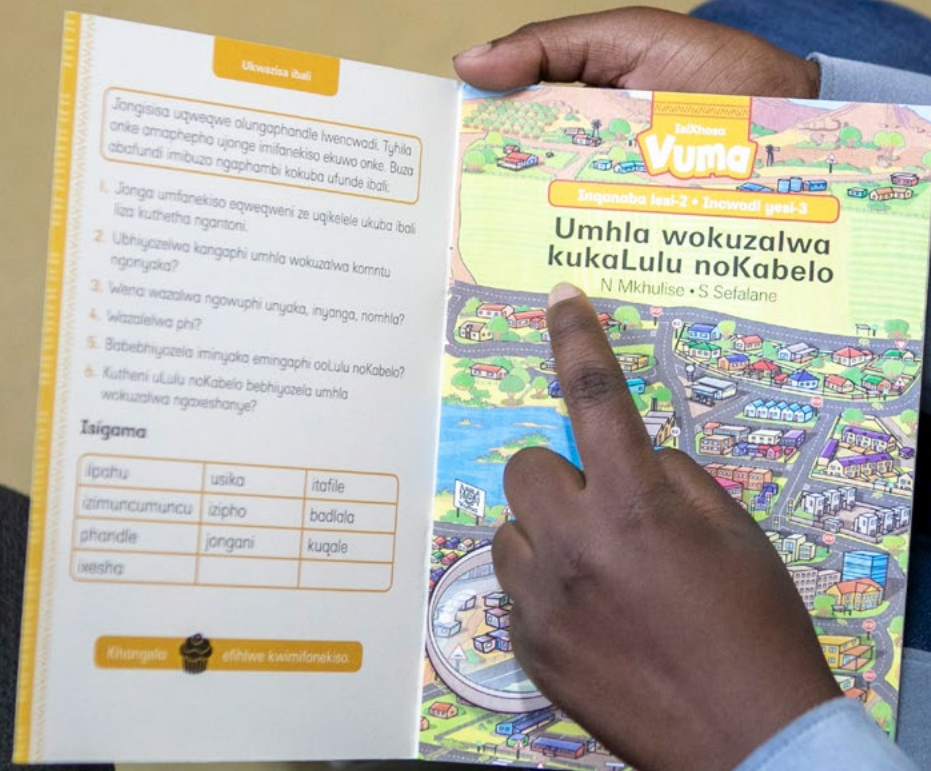 Ukwazisa ibali
Jongisisa uqweqwe olungaphandle lwencwadi. Tyhila
onke amaphepha ujonge imifanekiso ekuwo onke. Buza
abafundi imibuzo ngaphambi kokuba ufunde ibali:
1. Jonga umfanekiso eqweqweni ze uqikelele ukuba ibali
liza kuthetha ngantoni.
2. Ubhiyozelwa kangaphi umhla wokuzalwa komntu
ngonyaka?
3. Wena wazalwa ngowuphi unyaka, inyanga, nomhla?
4. Wazalelwa phi?
5. Babebhiyozela iminyaka emingaphi ooLulu noKabelo?
6. Kutheni uLulu noKabelo bebhiyozela umhla
wokuzalwa ngaxeshanye?
Isigama
ilpahu usika itafile
izimuncumuncu izipho badlala
phandle jongani kuqale
ixesha
Khangela efihlwe kwimifanekiso.
IsiXhosa
Vuma
Inqanaba lesi-2 • Incwadi yesi-3
Umhla wokuzalwa
kukaLulu noKabelo
N Mkhulise • S Sefalane